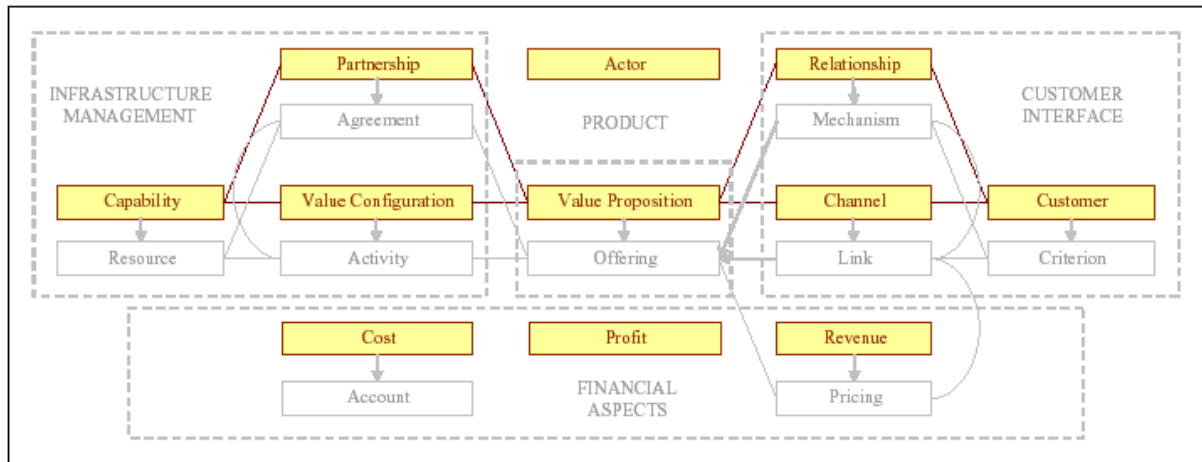 Partnership
Actor
Relationship
INFRASTRUCTURE
MANAGEMENT
Agreement
PRODUCT
Mechanism
CUSTOMER
INTERFACE
Capability
Value Configuration
Value Proposition
Channel
Customer
Resource
Activity
Offering
Link
Criterion
Cost
Profit
Revenue
Account
FINANCIAL
ASPECTS
Pricing